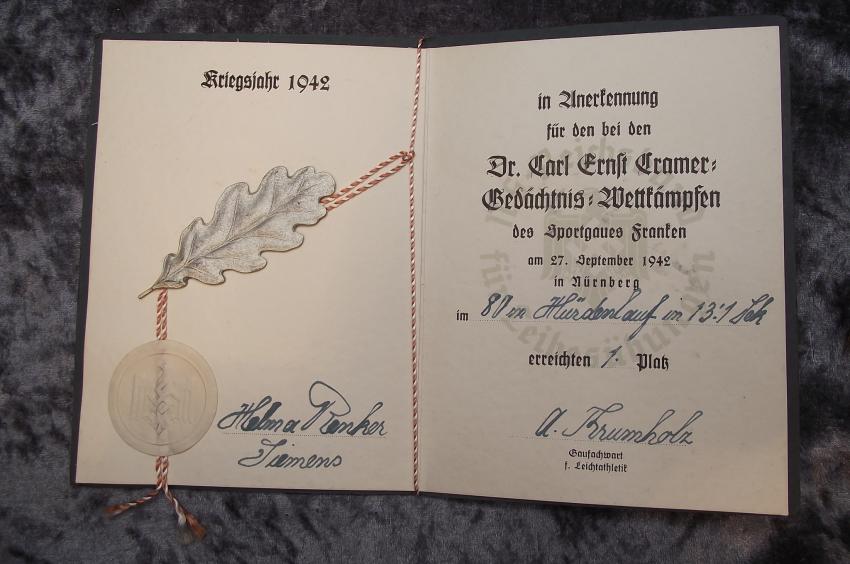 Kriegsjahr 1942
Helma Renker
Siemens
in Anerkennung
für den bei den
Dr. Carl Ernst Cramer=
Gedächtnis=Wettkämpfen
des Sportgaues Franken
am 27. September 1942
in Nürnberg
im 80 m Hürdenlauf in 13:1 Sek
erreichten 1. Platz
A. Krumholz
Gaufachwart
f. Leichtathletik